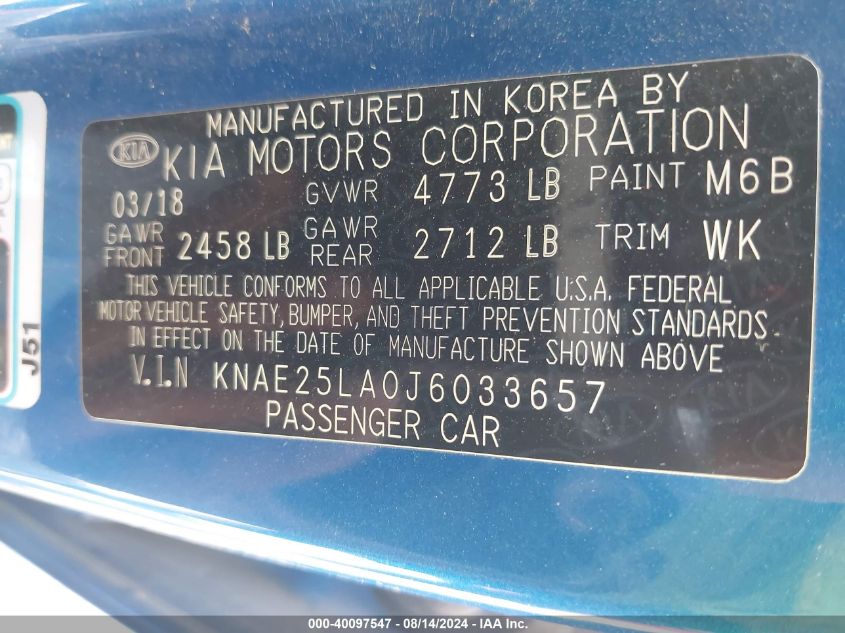 MANUFACTURED IN KOREA BY
KIA KIA MOTORS CORPORATION
03/18 GVWR 4773 LB PAINT M6B
GAWR FRONT 2458 LB GAWR REAR 2712 LB TRIM WK
THIS VEHICLE CONFORMS TO ALL APPLICABLE U.S.A. FEDERAL
MOTOR VEHICLE SAFETY, BUMPER, AND THEFT PREVENTION STANDARDS
IN EFFECT ON THE DATE OF MANUFACTURE SHOWN ABOVE
V.I.N KNAE25LA0J6033657
PASSENGER CAR
J51
000-40097547 - 08/14/2024 - IAAI.com